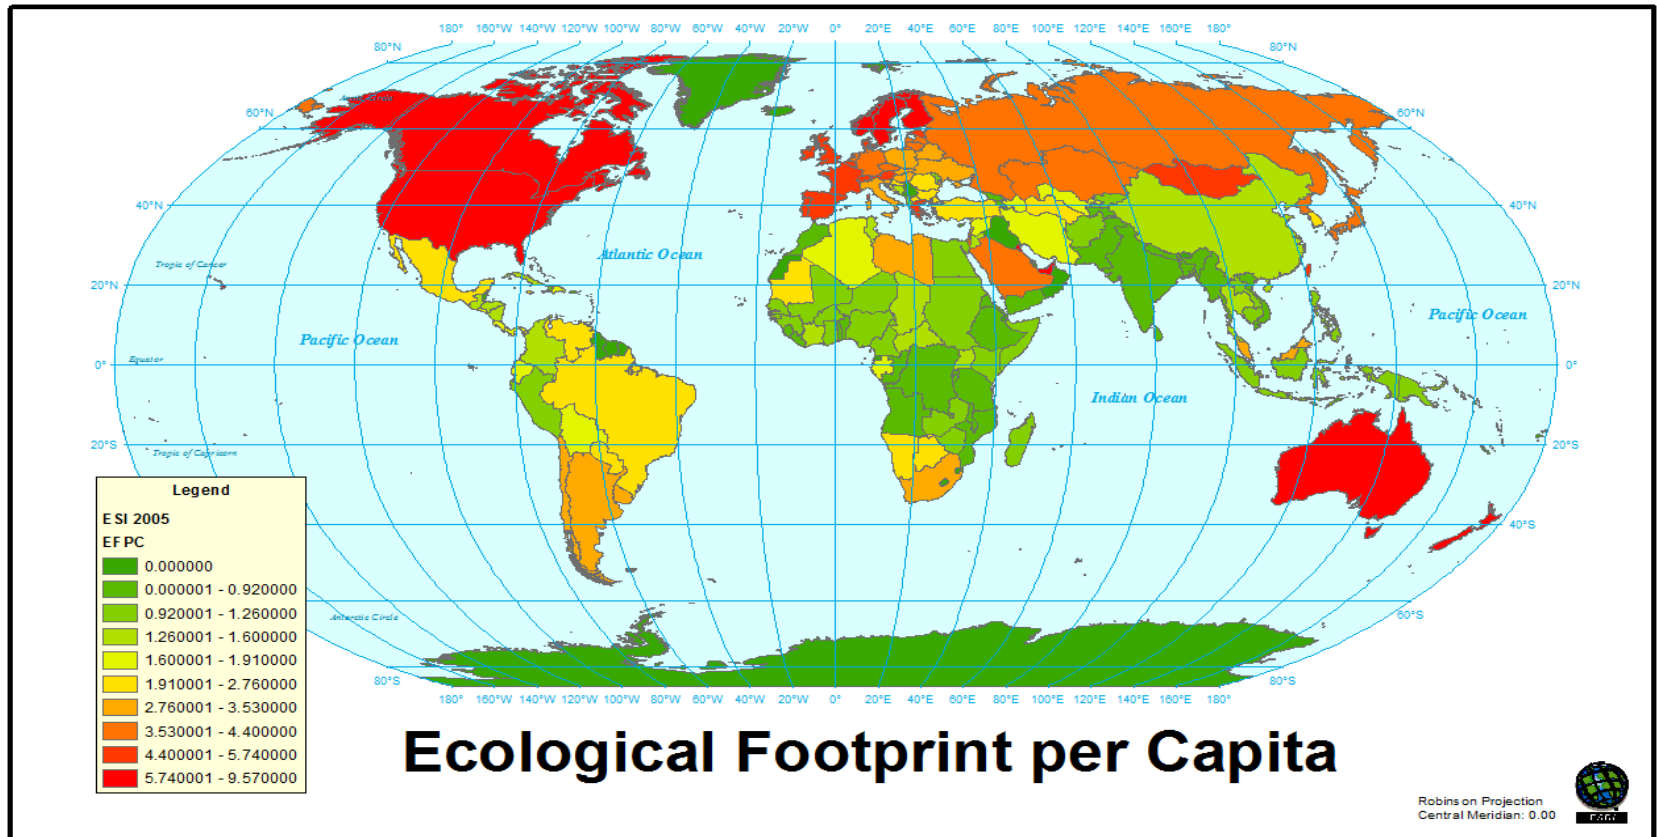 180° 160°W 140°W 120°W 100°W 80°W 60°W 40°W 20°W 0° 20°E 40°E 60°E 80°E 100°E 120°E 140°E 160°E 180°
80°N 80°N
Arctic Circle
60°N 60°N
40°N 40°N
Atlantic Ocean
Tropic of Cancer
20°N 20°N
Pacific Ocean Pacific Ocean
Equator
0° 0°
Indian Ocean
20°S 20°S
Tropic of Capricorn
Legend
ESI 2005
EFPC
0.000000
0.000001 - 0.920000
0.920001 - 1.260000
1.260001 - 1.600000
1.600001 - 1.910000
1.910001 - 2.760000
2.760001 - 3.530000
3.530001 - 4.400000
4.400001 - 5.740000
5.740001 - 9.570000
40°S
Antarctic Circle
60°S
80°S 80°S
180° 160°W 140°W 120°W 100°W 80°W 60°W 40°W 20°W 0° 20°E 40°E 60°E 80°E 100°E 120°E 140°E 160°E 180°
Ecological Footprint per Capita
Robinson Projection
Central Meridian: 0.00